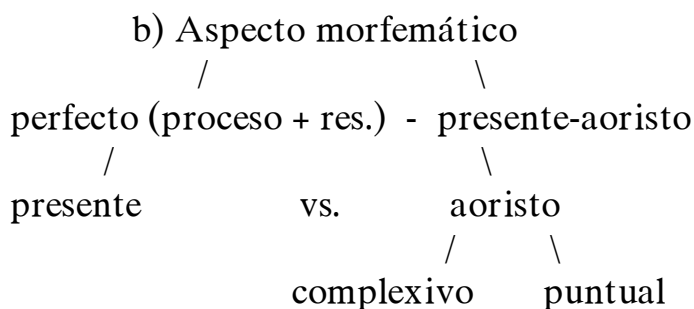 b) Aspecto morfemático
/ \
perfecto (proceso + res.) - presente-aoristo
/ \
presente vs. aoristo
/ \
complexivo puntual